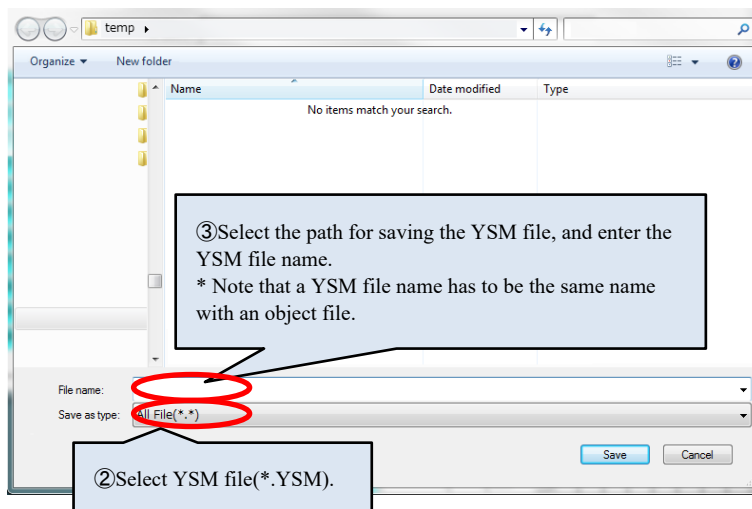 temp
Organize
New folder
Name
Date modified
Type
No items match your search.
③Select the path for saving the YSM file, and enter the
YSM file name.
* Note that a YSM file name has to be the same name
with an object file.
File name:
Save as type:
All File(*.*)
Save
Cancel
②Select YSM file(*.YSM).